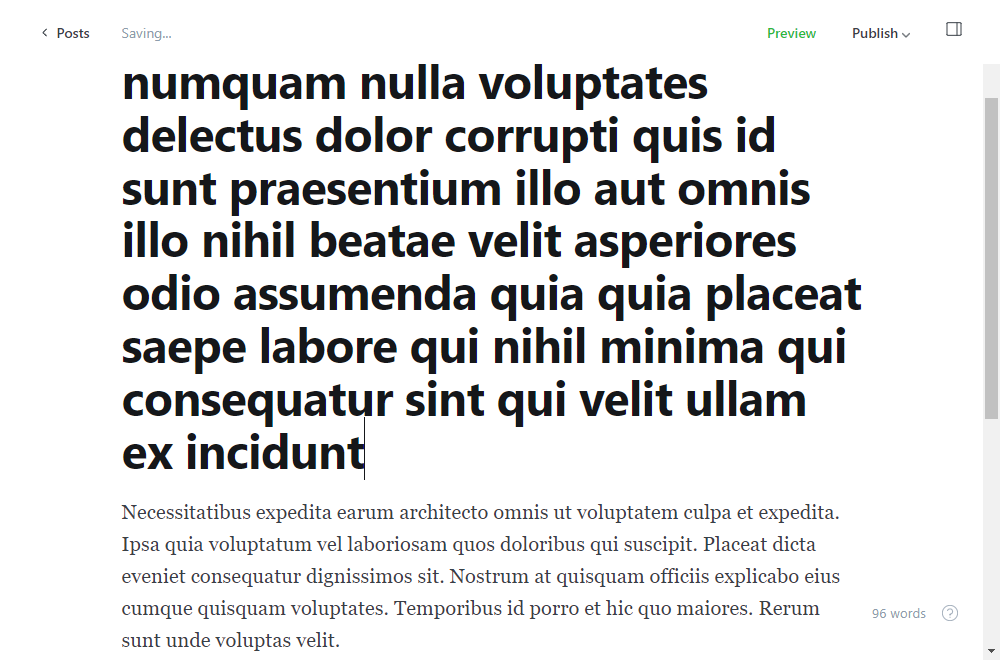 Posts Saving... Preview Publish
numquam nulla voluptates
delectus dolor corrupti quis id
sunt praesentium illo aut omnis
illo nihil beatae velit asperiores
odio assumenda quia quia placeat
saepe labore qui nihil minima qui
consequatur sint qui velit ullam
ex incidunt
Necessitatibus expedita earum architecto omnis ut voluptatem culpa et expedita.
Ipsa quia voluptatum vel laboriosam quos doloribus qui suscipit. Placeat dicta
eveniet consequatur dignissimos sit. Nostrum at quisquam officiis explicabo eius
cumque quisquam voluptates. Temporibus id porro et hic quo maiores. Rerum
sunt unde voluptas velit.
96 words ?